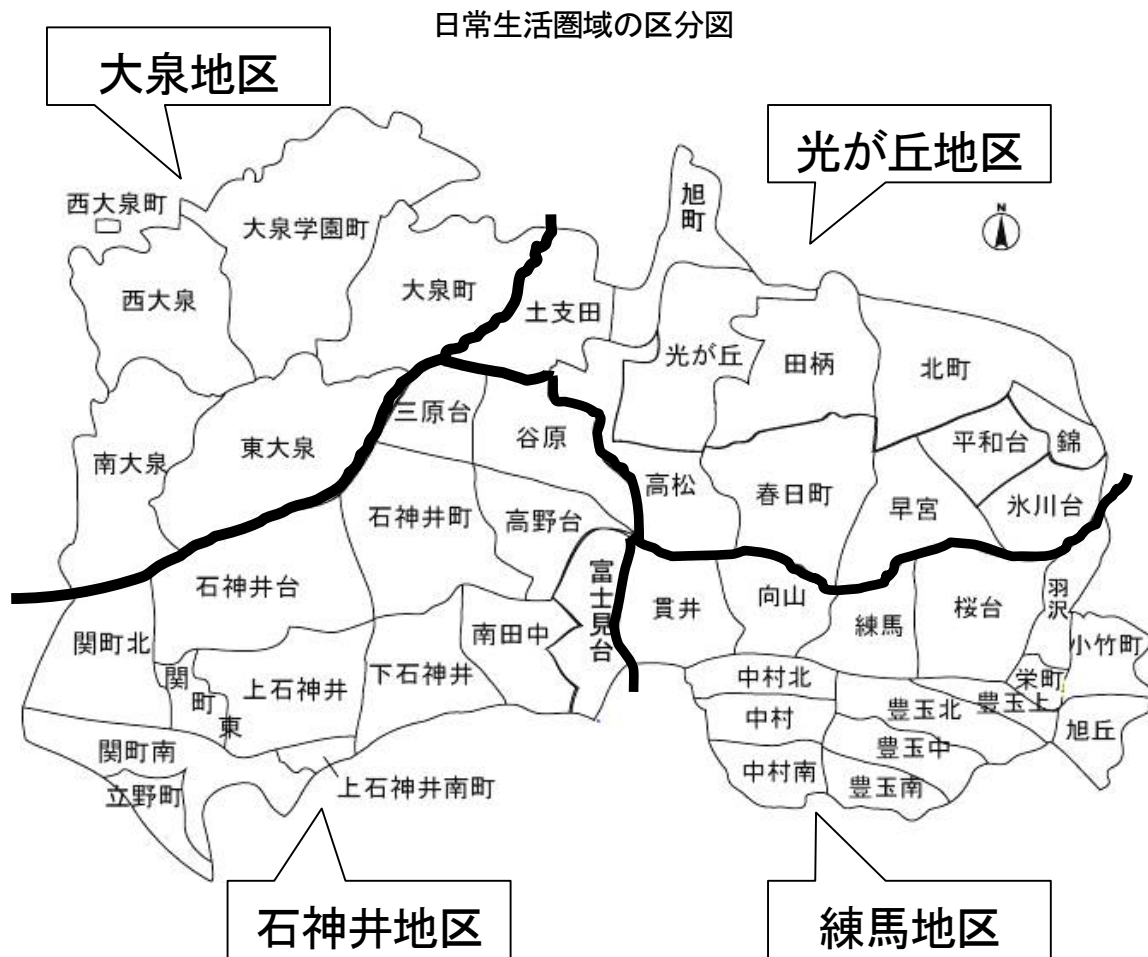 日常生活圏域の区分図
大泉地区
光が丘地区
西大泉町
大泉学園町
旭町
N
西大泉
大泉町
土支田
光が丘
田柄
北町
三原台
谷原
南大泉
東大泉
平和台
錦
高松
春日町
早宮
氷川台
石神井町
高野台
石神井台
富士見台
貫井
向山
練馬
桜台
羽沢
関町北
南田中
小竹町
関町東
上石神井
下石神井
中村北
栄町
豊玉上
豊玉北
中村
旭丘
関町南
豊玉中
立野町
上石神井南町
中村南
豊玉南
石神井地区
練馬地区